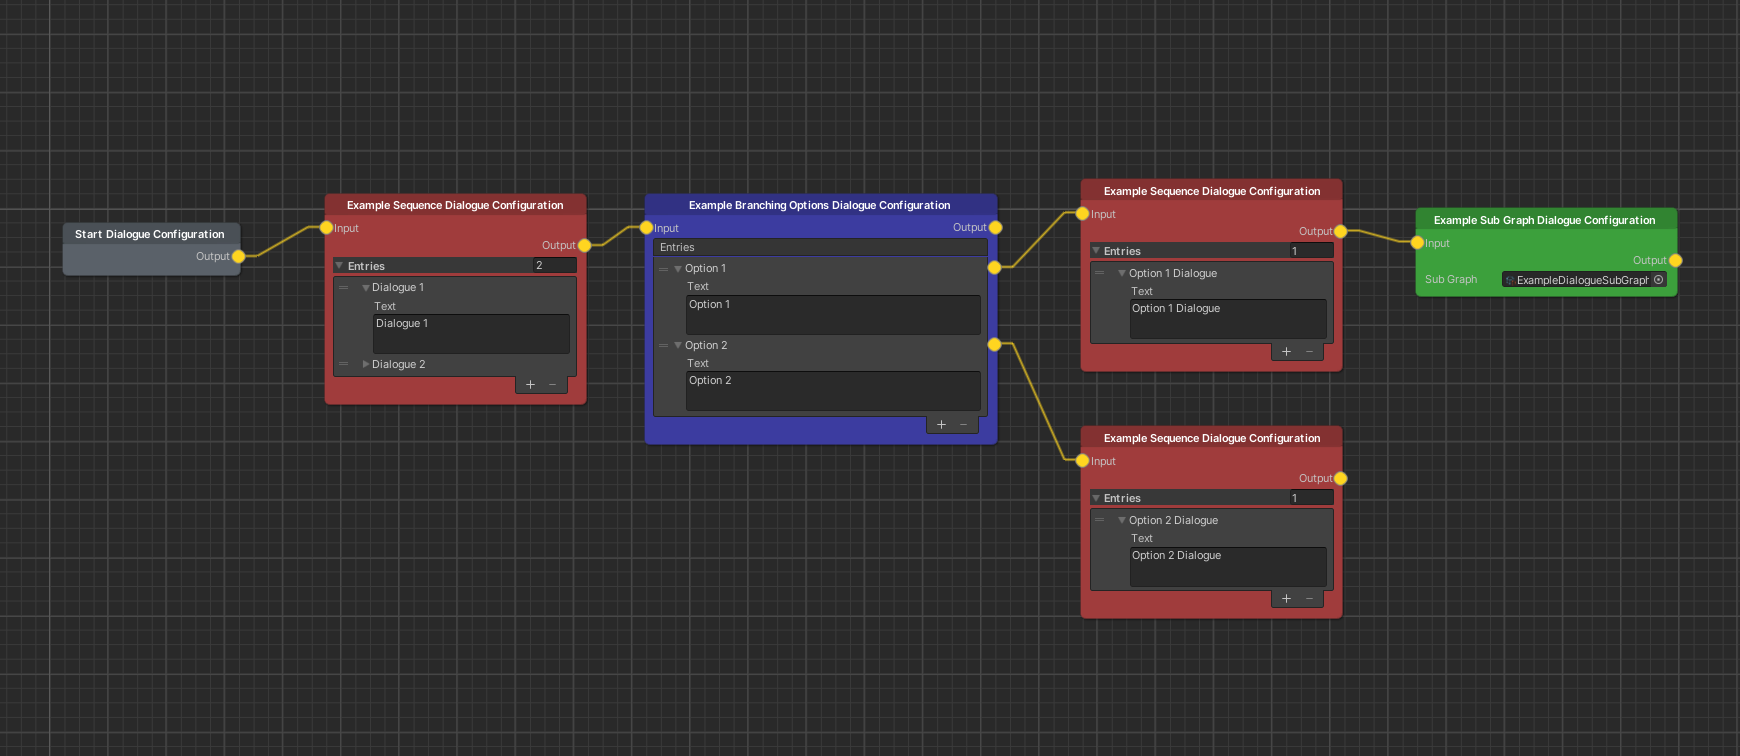 Start Dialogue Configuration
Output
Example Sequence Dialogue Configuration
Input
Output
Entries 2
Dialogue 1
Text
Dialogue 1
Dialogue 2
+ −
Example Branching Options Dialogue Configuration
Input Output
Entries
Option 1
Text
Option 1
Option 2
Text
Option 2
+ −
Example Sequence Dialogue Configuration
Input
Output
Entries 1
Option 1 Dialogue
Text
Option 1 Dialogue
+ −
Example Sub Graph Dialogue Configuration
Input
Output
Sub Graph ExampleDialogueSubGraph
Example Sequence Dialogue Configuration
Input
Output
Entries 1
Option 2 Dialogue
Text
Option 2 Dialogue
+ −